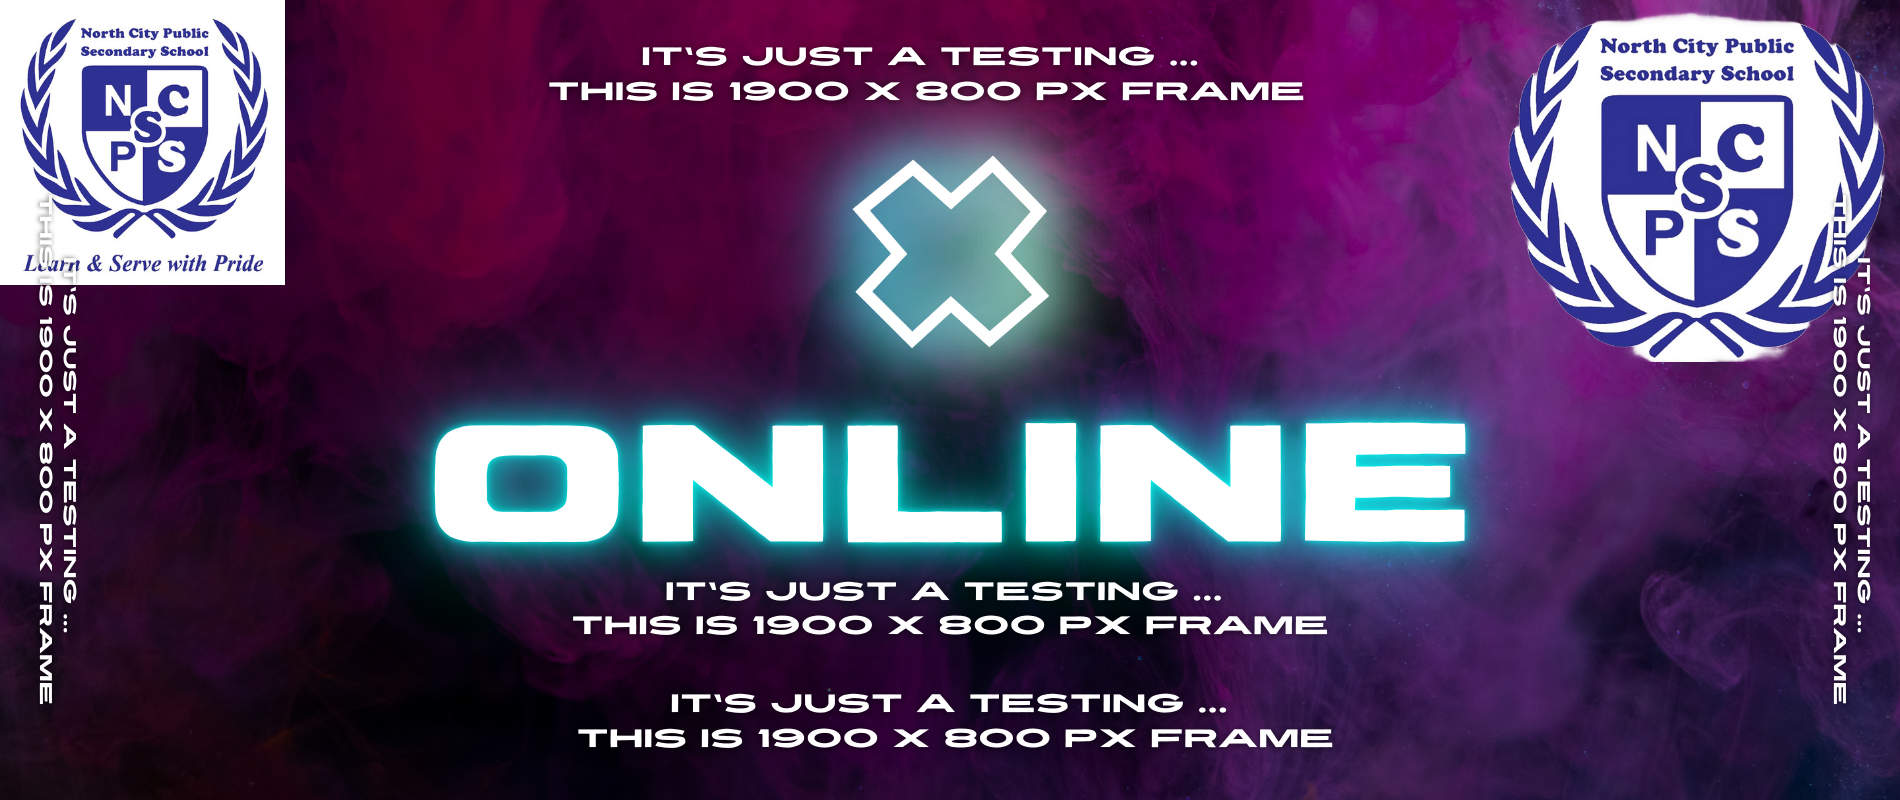 North City Public
Secondary School
N C
S
P S
Learn & Serve with Pride
IT'S JUST A TESTING ...
THIS IS 1900 X 800 PX FRAME
North City Public
Secondary School
N C
S
P S
ONLINE
IT'S JUST A TESTING ...
THIS IS 1900 X 800 PX FRAME
IT'S JUST A TESTING ...
THIS IS 1900 X 800 PX FRAME
IT'S JUST A TESTING ...
THIS IS 1900 X 800 PX FRAME
IT'S JUST A TESTING ...
THIS IS 1900 X 800 PX FRAME